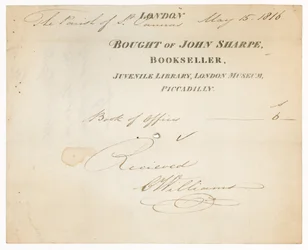 LONDON May 15 1816
The Parish of St.
BOUGHT OF JOHN SHARPE,
BOOKSELLER,
JUVENILE LIBRARY, LONDON MUSEUM,
PICCADILLY.
Book of Offices 6
Received
Williams